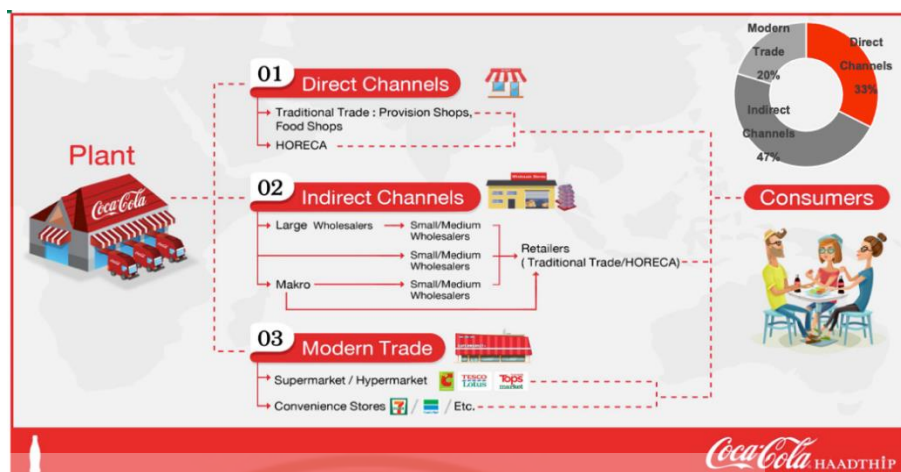 Plant
Coca-Cola
01
Direct Channels
Traditional Trade : Provision Shops,
Food Shops
HORECA
02
Indirect Channels
Large Wholesalers
Small/Medium
Wholesalers
Small/Medium
Wholesalers
Makro
Small/Medium
Wholesalers
Retailers
( Traditional Trade/HORECA)
03
Modern Trade
Supermarket / Hypermarket
TESCO
Lotus
Tops
market
Convenience Stores
/
/ Etc.
Modern
Trade
20%
Direct
Channels
33%
Indirect
Channels
47%
Consumers
Coca-Cola HAADTHIP